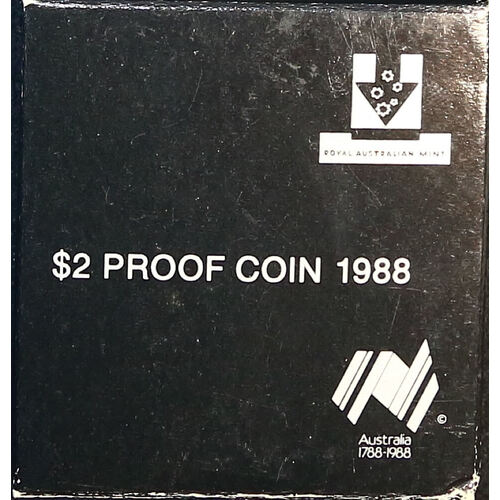 ROYAL AUSTRALIAN MINT
$2 PROOF COIN 1988
©
Australia
1788-1988